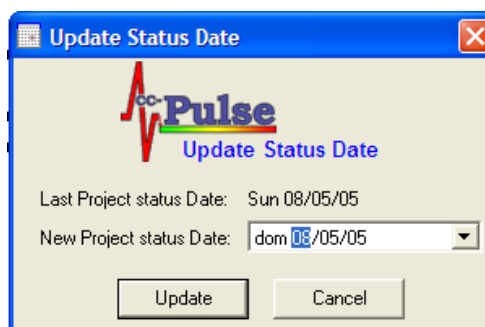 Update Status Date
cc-Pulse
Update Status Date
Last Project status Date: Sun 08/05/05
New Project status Date: dom 08/05/05
Update Cancel